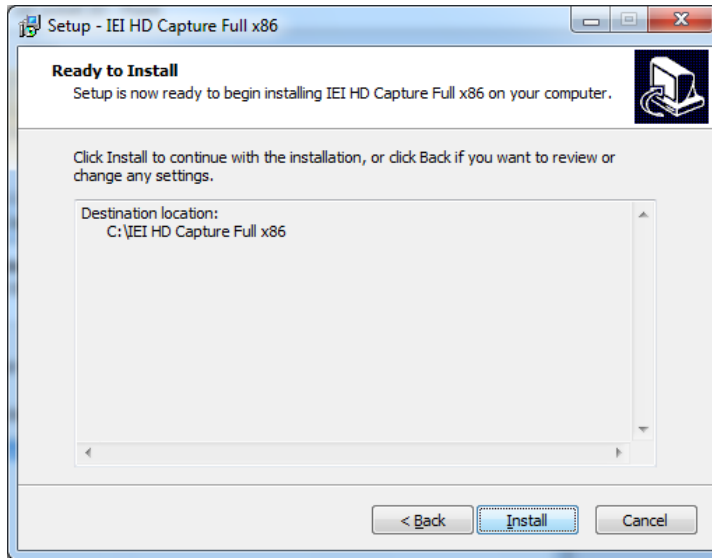 Setup - IEI HD Capture Full x86
Ready to Install
Setup is now ready to begin installing IEI HD Capture Full x86 on your computer.
Click Install to continue with the installation, or click Back if you want to review or
change any settings.
Destination location:
C:\IEI HD Capture Full x86
< Back
Install
Cancel